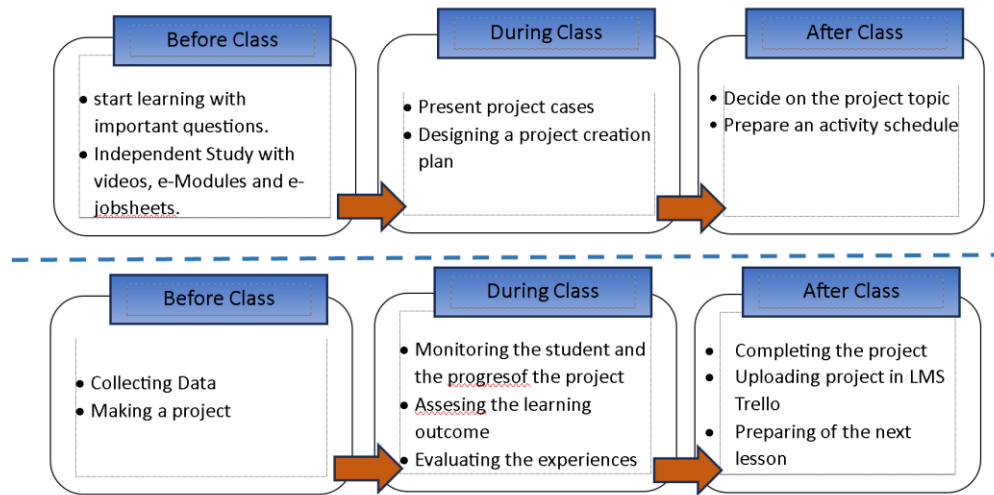 Before Class
● start learning with
important questions.
● Independent Study with
videos, e-Modules and e-
jobsheets.
During Class
● Present project cases
● Designing a project creation
plan
After Class
• Decide on the project topic
• Prepare an activity schedule
Before Class
● Collecting Data
● Making a project
During Class
● Monitoring the student and
the progresof the project
● Assesing the learning
outcome
● Evaluating the experiences
After Class
● Completing the project
● Uploading project in LMS
Trello
● Preparing of the next
lesson